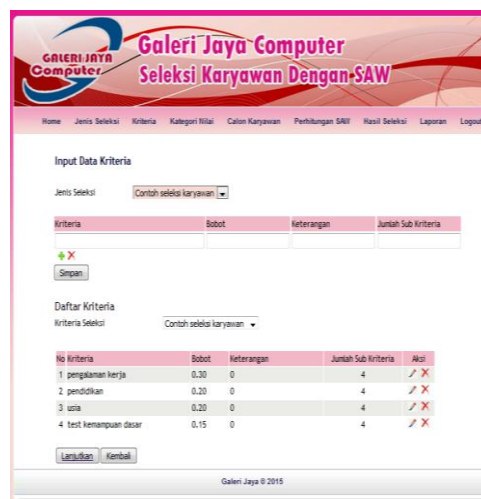 GALERI JAYA
Computer
Galeri Jaya Computer
Seleksi Karyawan Dengan SAW
Home Jenis Seleksi Kriteria Kategori Nilai Calon Karyawan Perhitungan SAW Hasil Seleksi Laporan Logout
Input Data Kriteria
Jenis Seleksi Contoh seleksi karyawan
Kriteria Bobot Keterangan Jumlah Sub Kriteria
Simpan
Daftar Kriteria
Kriteria Seleksi Contoh seleksi karyawan
No Kriteria Bobot Keterangan Jumlah Sub Kriteria Aksi
1 pengalaman kerja 0.30 0 4
2 pendidikan 0.20 0 4
3 usia 0.20 0 4
4 test kemampuan dasar 0.15 0 4
Lanjutkan Kembali
Galeri Jaya © 2015